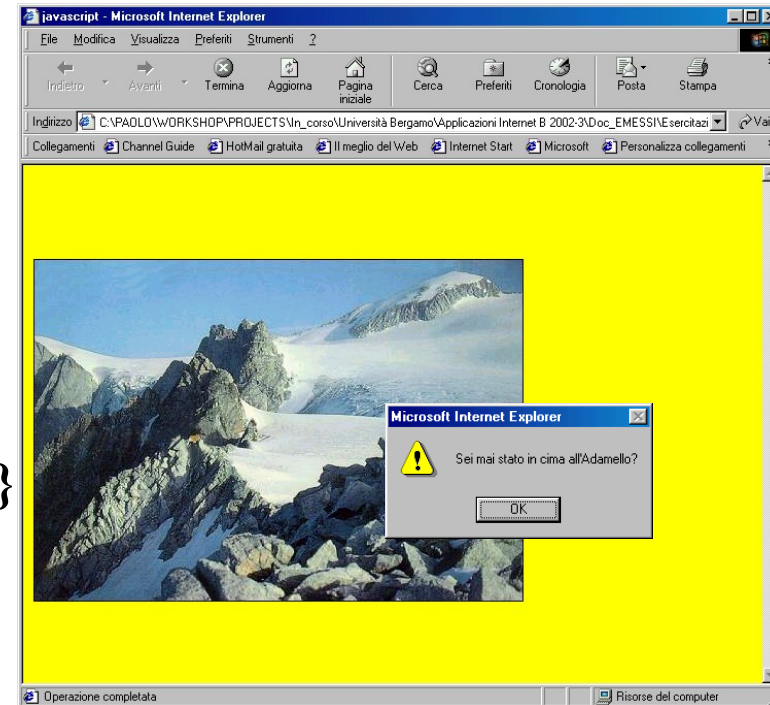 javascript - Microsoft Internet Explorer
File Modifica Visualizza Preferiti Strumenti ?
Indietro Avanti Termina Aggiorna Pagina iniziale Cerca Preferiti Cronologia Posta Stampa
Indirizzo C:\PAOLO\WORKSHOP\PROJECTS\In_corso\Università Bergamo\Applicazioni Internet B 2002-3\Doc_EMESSI\Esercitazi Vai
Collegamenti Channel Guide HotMail gratuita Il meglio del Web Internet Start Microsoft Personalizza collegamenti
Microsoft Internet Explorer
Sei mai stato in cima all'Adamello?
}
OK
Operazione completata Risorse del computer